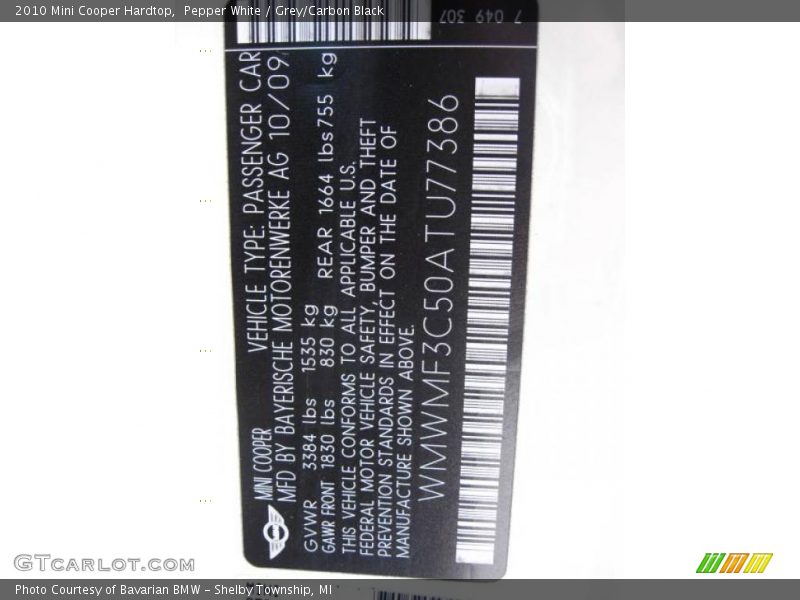 2010 Mini Cooper Hardtop,  Pepper White / Grey/Carbon Black
7 049 307
MINI COOPER VEHICLE TYPE: PASSENGER CAR
MFD BY BAYERISCHE MOTORENWERKE AG 10/09
GVWR 3384 lbs 1535 kg
GAWR FRONT 1830 lbs 830 kg REAR 1664 lbs 755 kg
THIS VEHICLE CONFORMS TO ALL APPLICABLE U.S.
FEDERAL MOTOR VEHICLE SAFETY, BUMPER AND THEFT
PREVENTION STANDARDS IN EFFECT ON THE DATE OF
MANUFACTURE SHOWN ABOVE.
WMWMF3C50ATU77386
GTcarlot.com
Photo Courtesy of Bavarian BMW – Shelby Township, MI